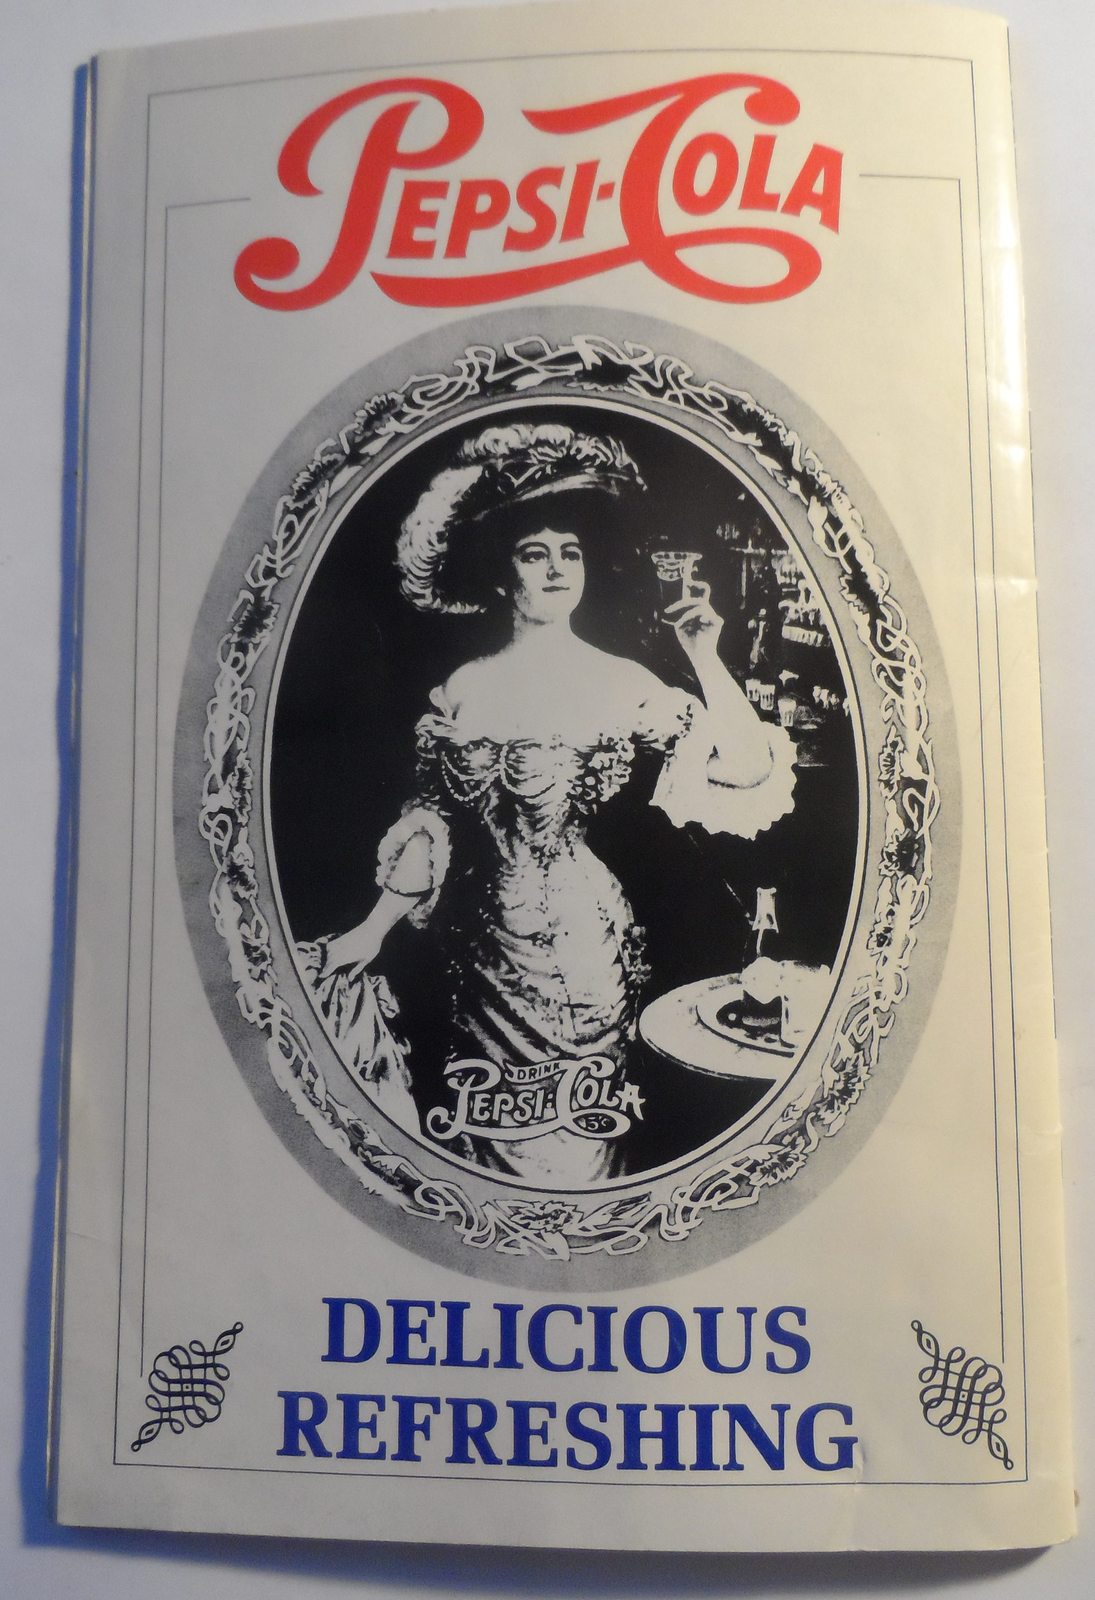 PEPSI-COLA
DRINK
PEPSI:COLA
5¢
DELICIOUS
REFRESHING